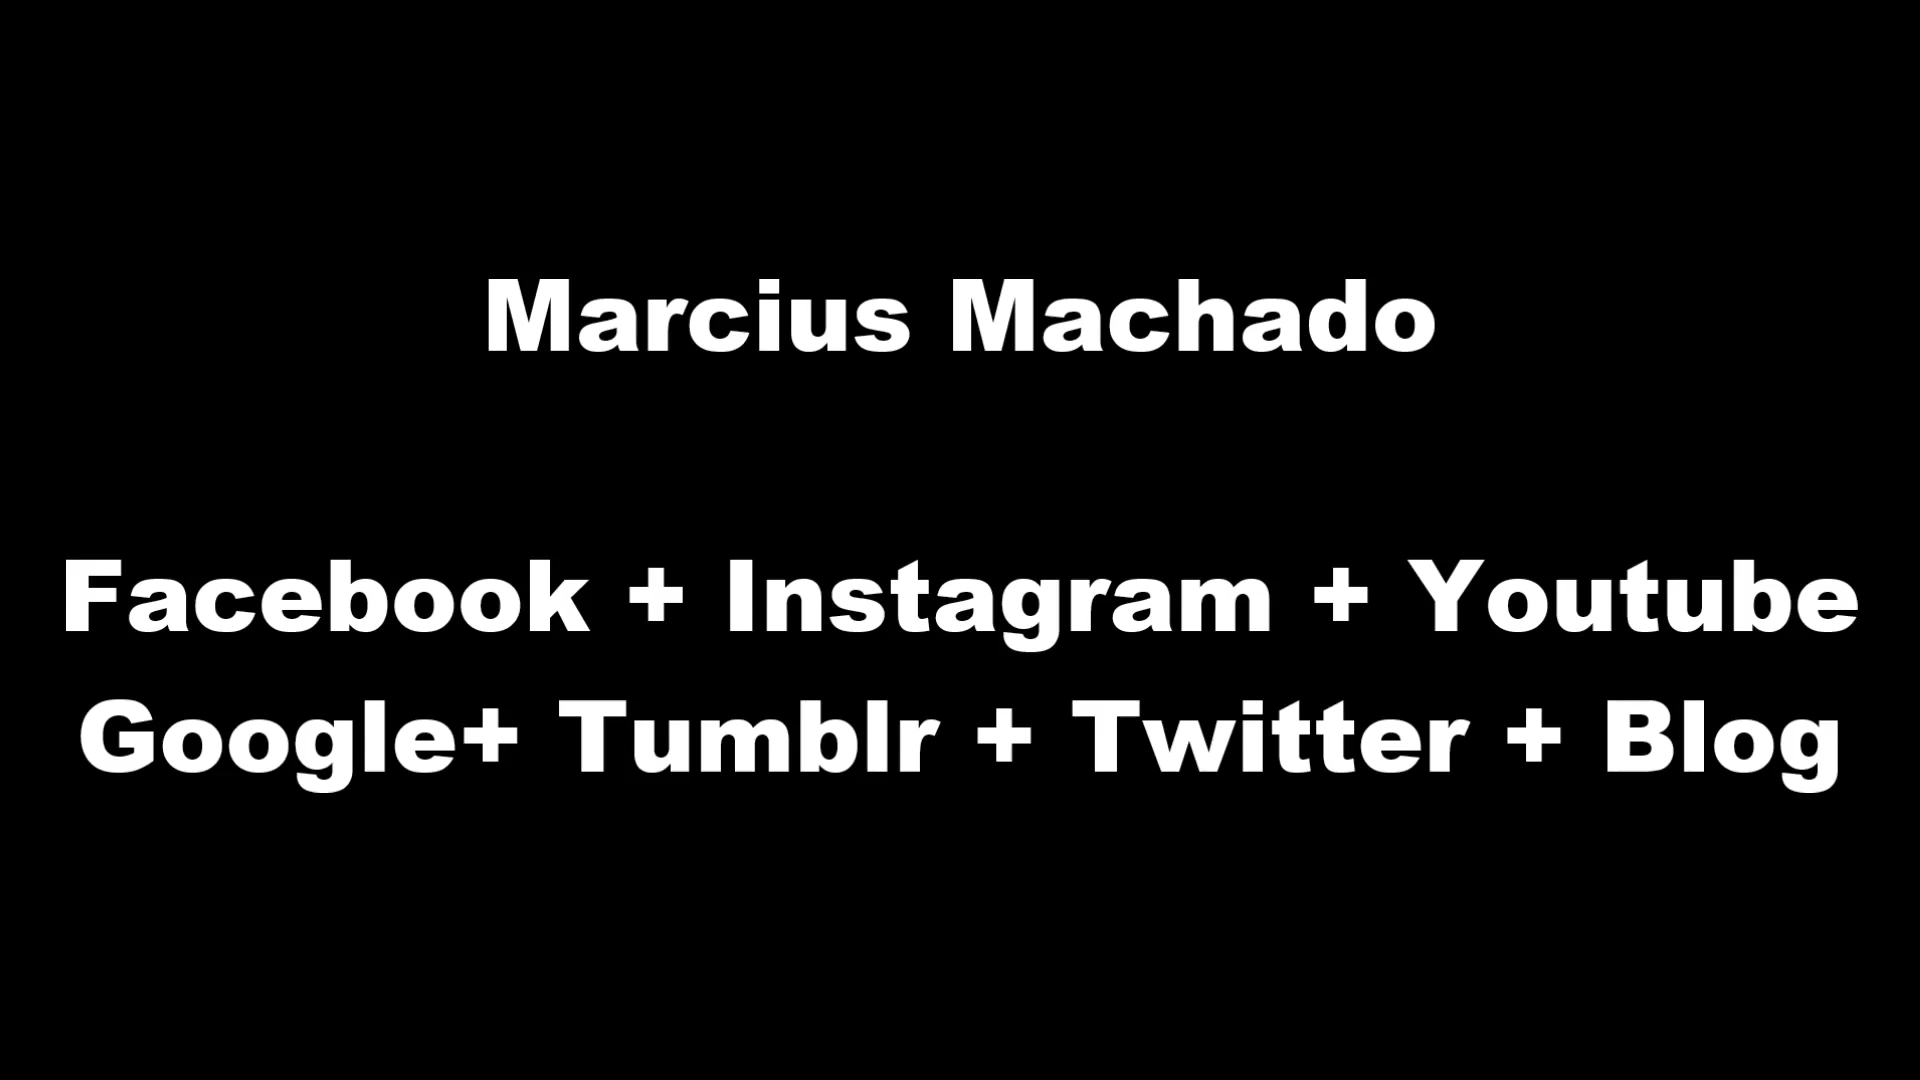 Marcius Machado
Facebook + Instagram + Youtube
Google+ Tumblr + Twitter + Blog